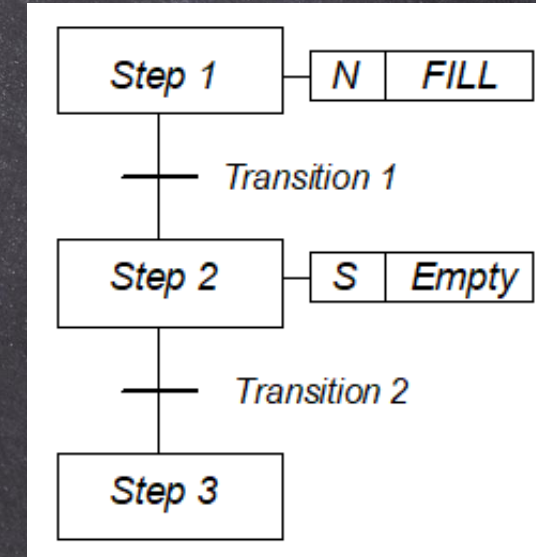 Step 1 N FILL
Transition 1
Step 2 S Empty
Transition 2
Step 3